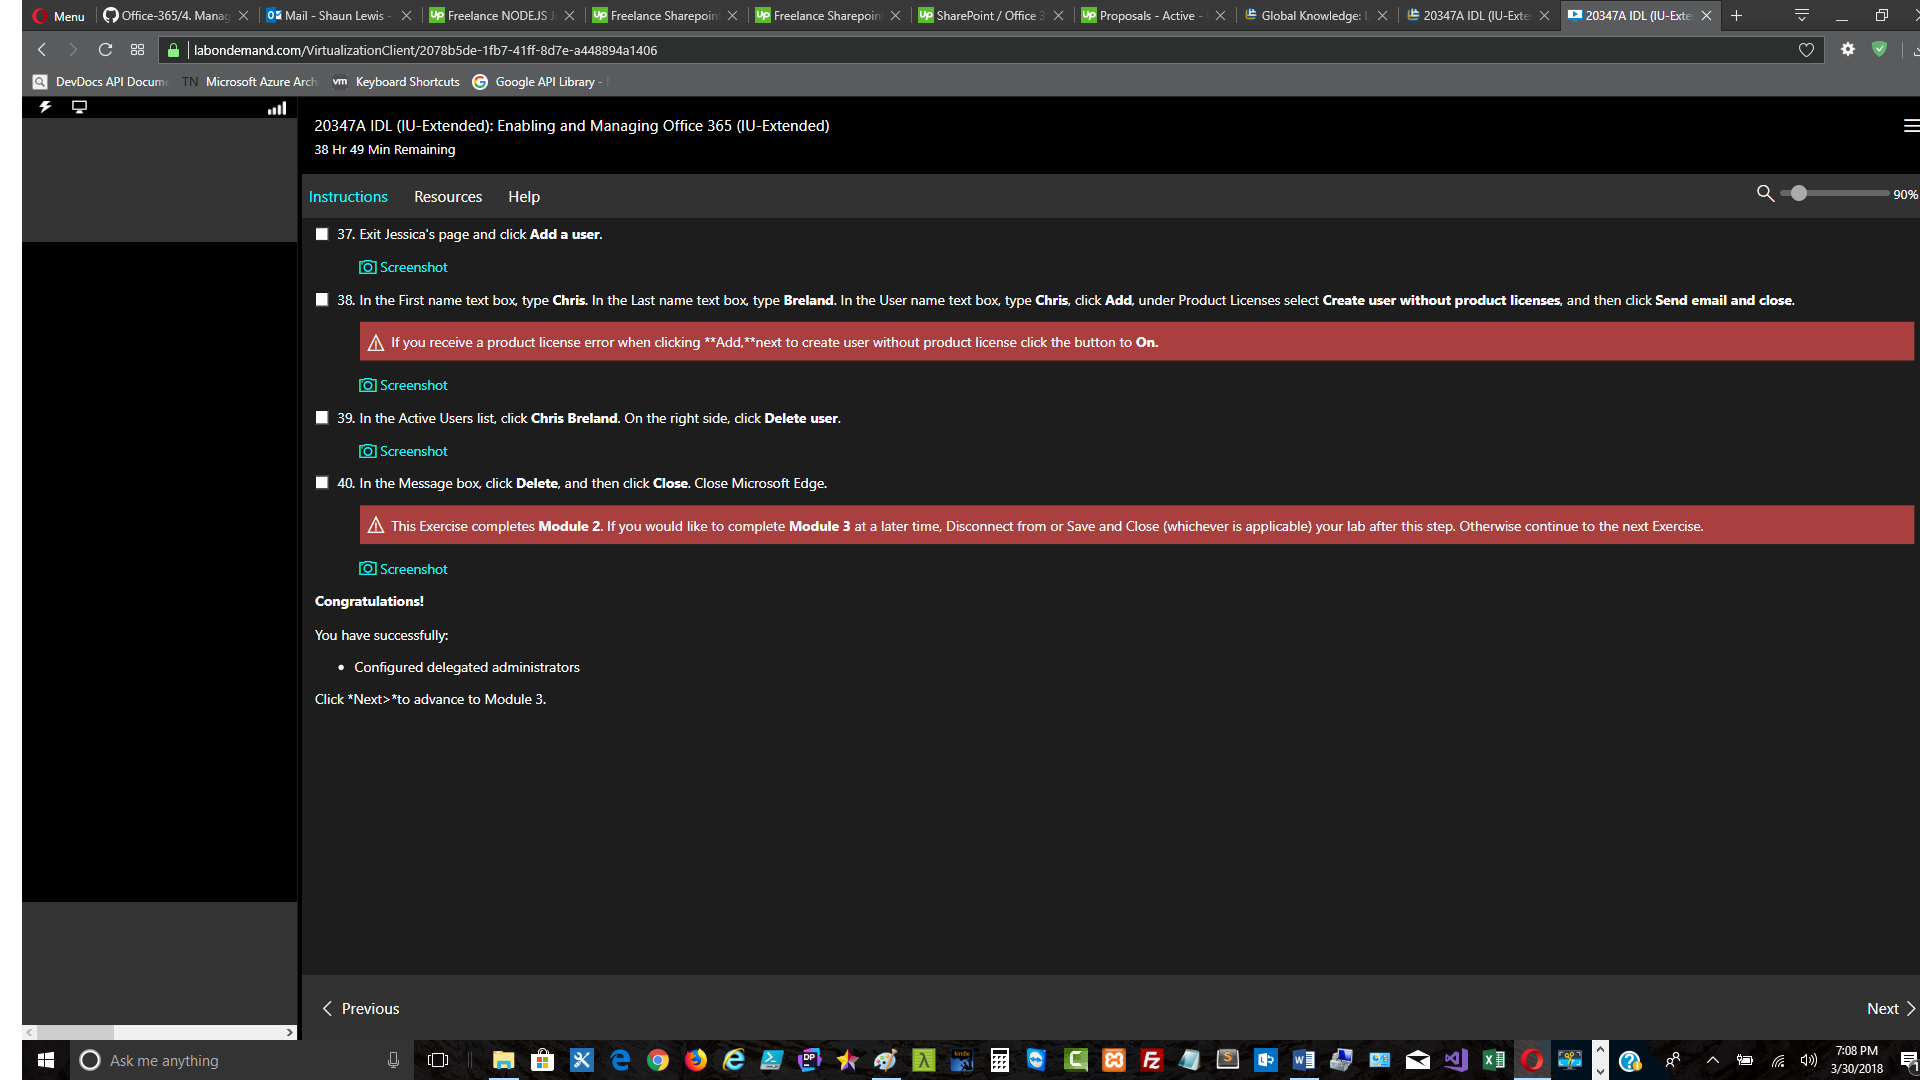 Menu
Office-365/4. Manag
Mail - Shaun Lewis -
Freelance NODEJS J
Freelance Sharepoin
Freelance Sharepoin
SharePoint / Office 3
Proposals - Active -
Global Knowledge: L
20347A IDL (IU-Exte
20347A IDL (IU-Exte
labondemand.com/VirtualizationClient/2078b5de-1fb7-41ff-8d7e-a448894a1406
DevDocs API Docume
TN Microsoft Azure Arch
vm Keyboard Shortcuts
Google API Library -
20347A IDL (IU-Extended): Enabling and Managing Office 365 (IU-Extended)
38 Hr 49 Min Remaining
Instructions Resources Help
90%
37. Exit Jessica's page and click Add a user.
Screenshot
38. In the First name text box, type Chris. In the Last name text box, type Breland. In the User name text box, type Chris, click Add, under Product Licenses select Create user without product licenses, and then click Send email and close.
If you receive a product license error when clicking **Add,**next to create user without product license click the button to On.
Screenshot
39. In the Active Users list, click Chris Breland. On the right side, click Delete user.
Screenshot
40. In the Message box, click Delete, and then click Close. Close Microsoft Edge.
This Exercise completes Module 2. If you would like to complete Module 3 at a later time, Disconnect from or Save and Close (whichever is applicable) your lab after this step. Otherwise continue to the next Exercise.
Screenshot
Congratulations!
You have successfully:
• Configured delegated administrators
Click *Next>*to advance to Module 3.
Previous
Next
Ask me anything
7:08 PM
3/30/2018